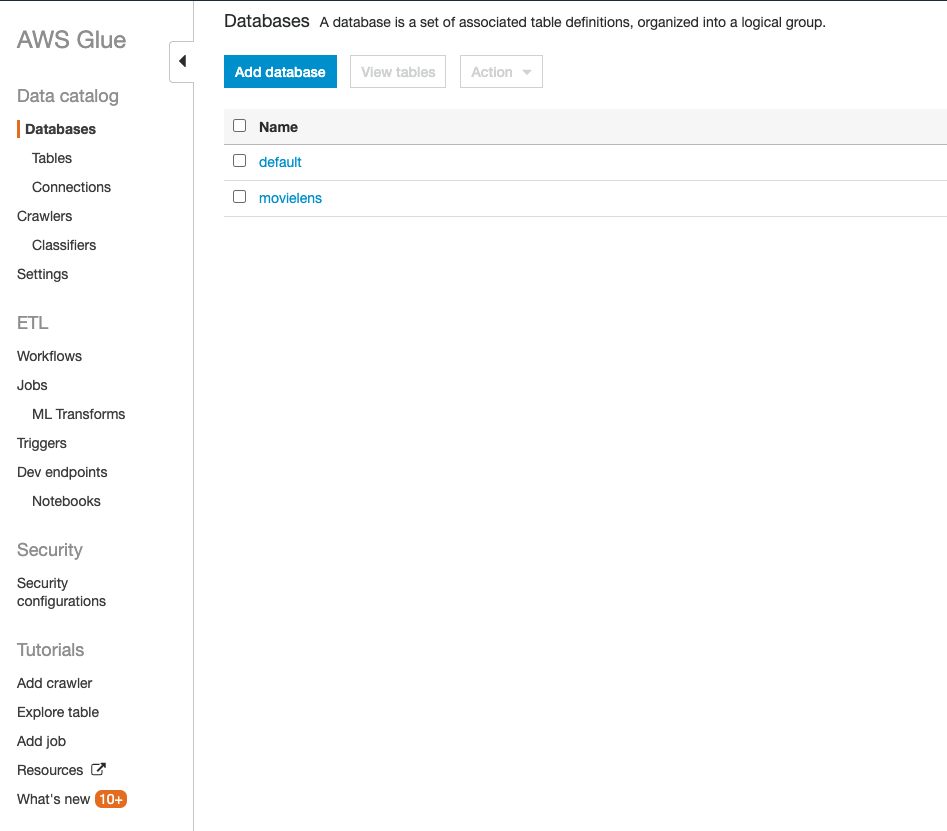 AWS Glue
Data catalog
Databases
Tables
Connections
Crawlers
Classifiers
Settings
ETL
Workflows
Jobs
ML Transforms
Triggers
Dev endpoints
Notebooks
Security
Security
configurations
Tutorials
Add crawler
Explore table
Add job
Resources
What's new 10+
Databases A database is a set of associated table definitions, organized into a logical group.
Add database View tables Action
Name
default
movielens